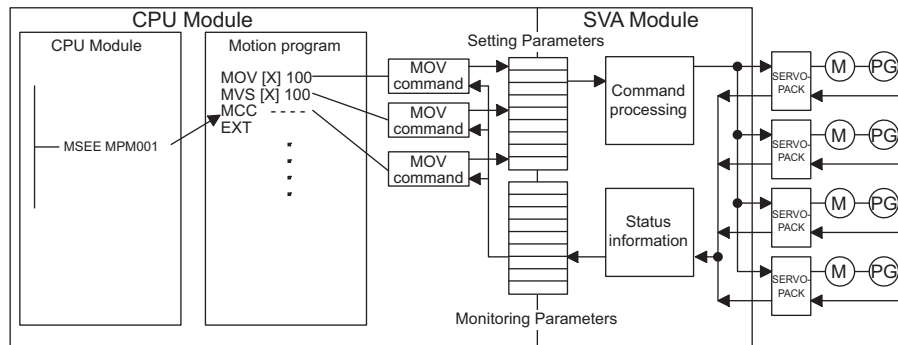 CPU Module
SVA Module
CPU Module
Motion program
Setting Parameters
MOV [X] 100
MVS [X] 100
MCC - - - -
EXT
MSEE MPM001
MOV
command
MOV
command
MOV
command
Command
processing
Status
information
Monitoring Parameters
SERVO-
PACK
M
PG
SERVO-
PACK
M
PG
SERVO-
PACK
M
PG
SERVO-
PACK
M
PG